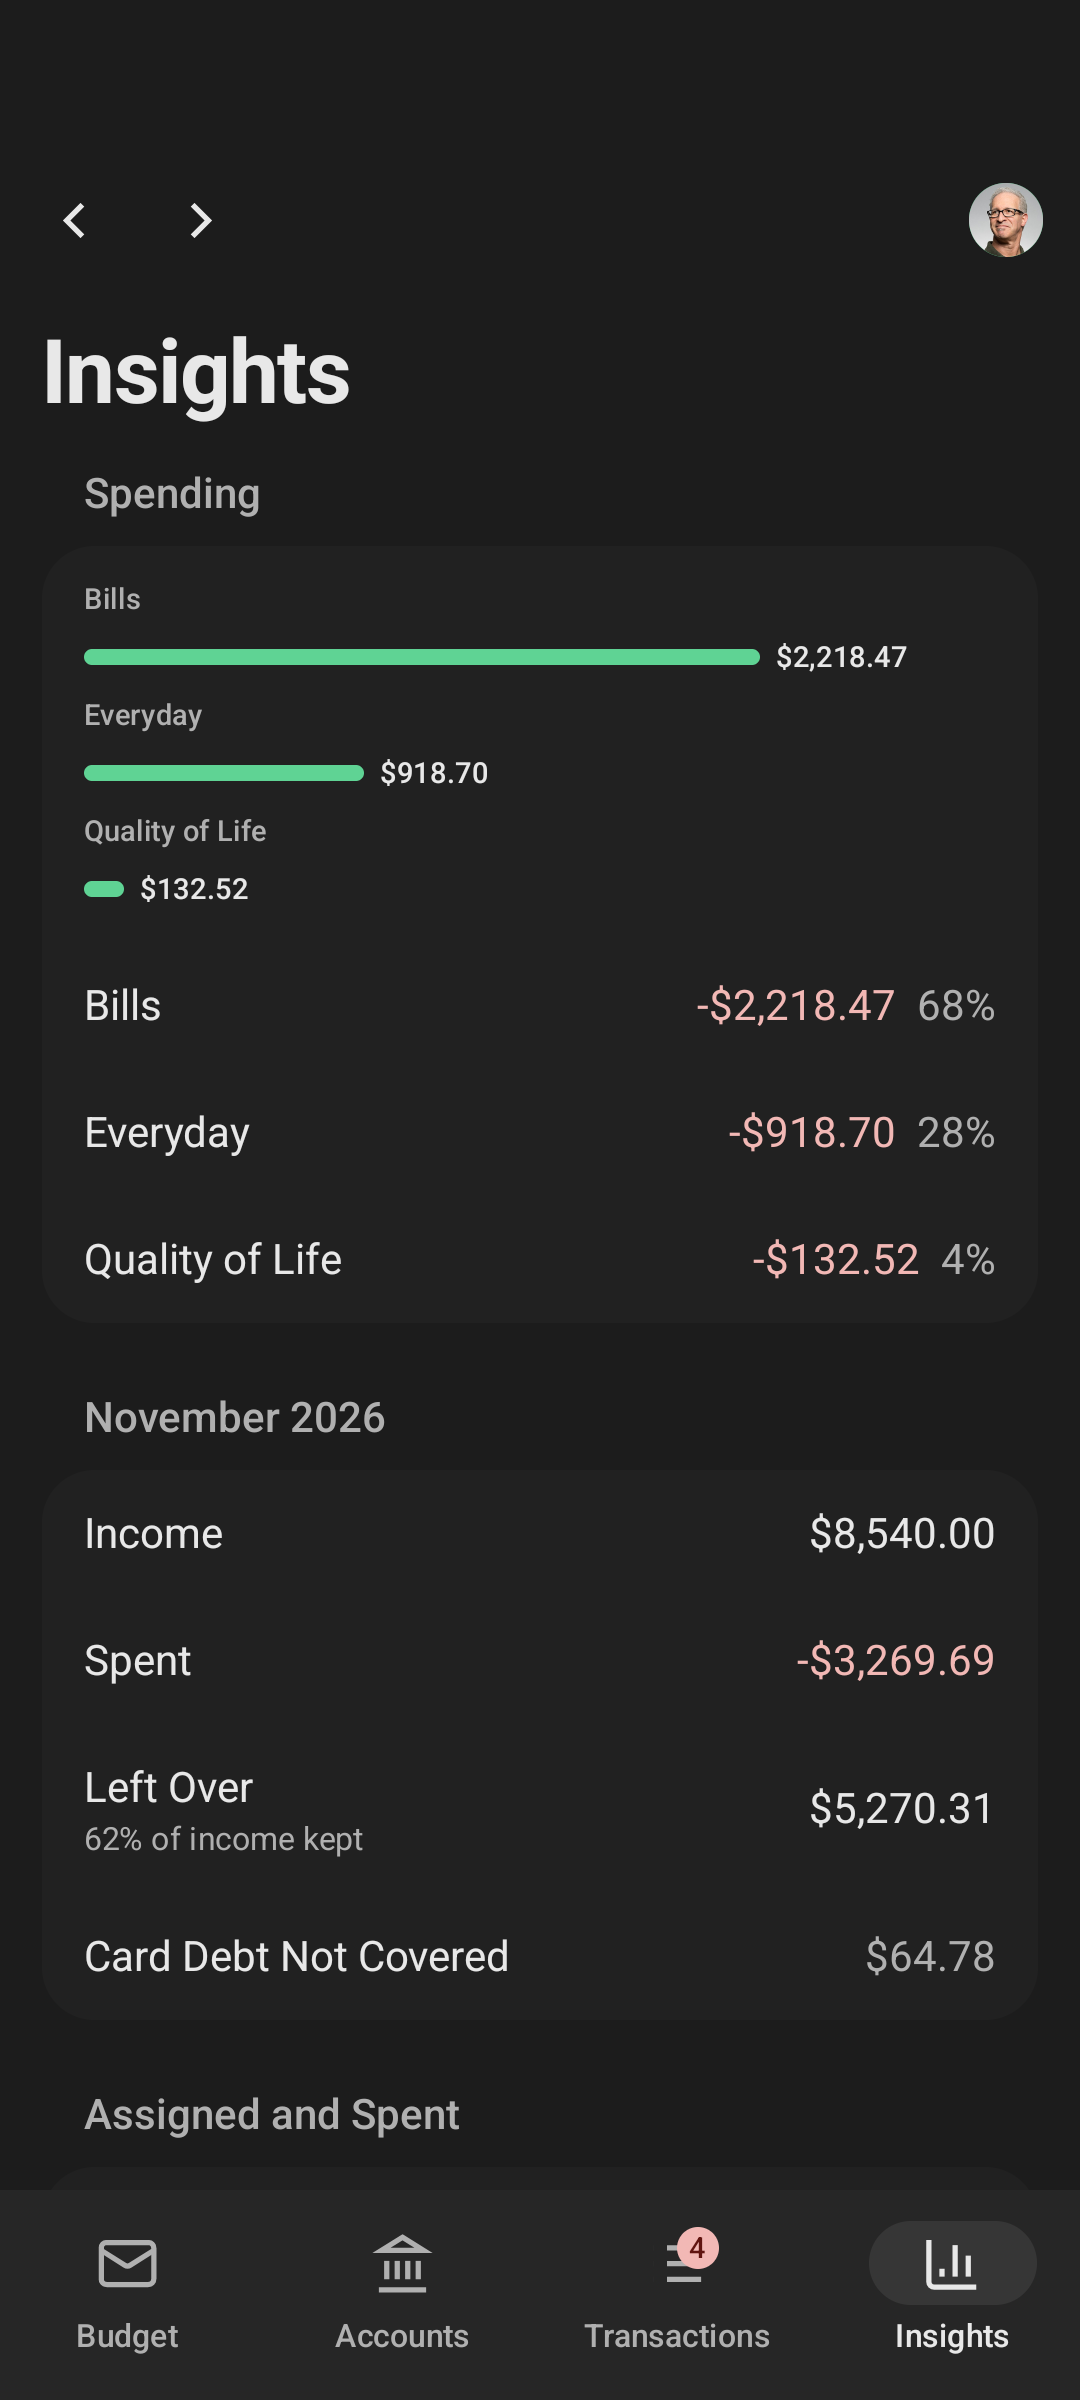 Insights
Spending
Bills
$2,218.47
Everyday
$918.70
Quality of Life
$132.52
Bills -$2,218.47 68%
Everyday -$918.70 28%
Quality of Life -$132.52 4%
November 2026
Income $8,540.00
Spent -$3,269.69
Left Over $5,270.31
62% of income kept
Card Debt Not Covered $64.78
Assigned and Spent
4
Budget Accounts Transactions Insights